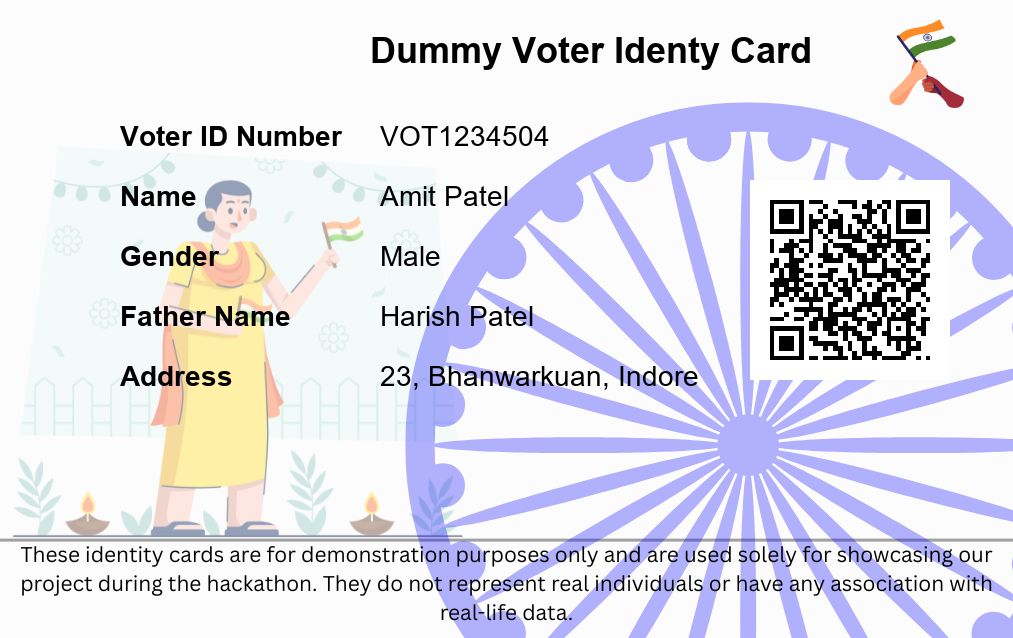 Dummy Voter Identy Card
Voter ID Number VOT1234504
Name Amit Patel
Gender Male
Father Name Harish Patel
Address 23, Bhanwarkuan, Indore
These identity cards are for demonstration purposes only and are used solely for showcasing our
project during the hackathon. They do not represent real individuals or have any association with
real-life data.